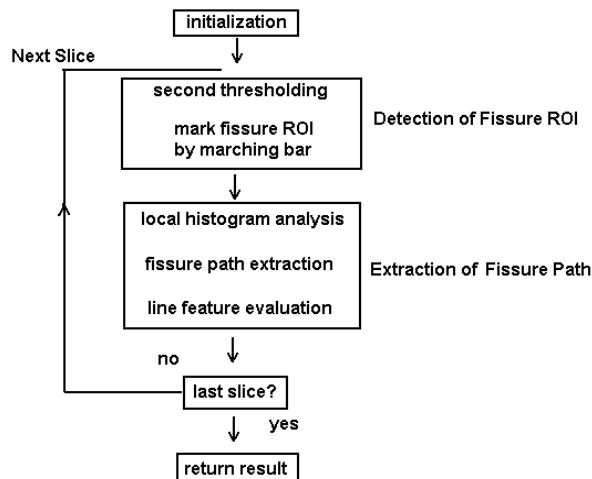 initialization
Next Slice
second thresholding
mark fissure ROI
by marching bar
Detection of Fissure ROI
local histogram analysis
fissure path extraction
line feature evaluation
Extraction of Fissure Path
no
last slice?
yes
return result